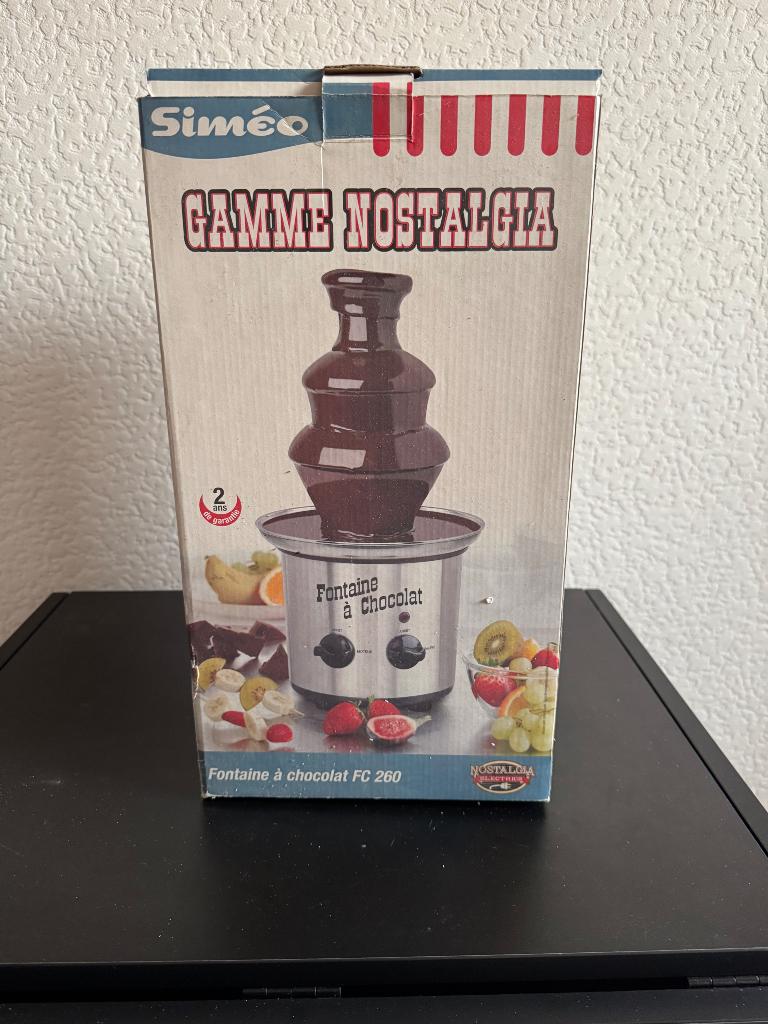 Siméo
GAMME NOSTALGIA
2
ans
de garantie
Fontaine
à Chocolat
Fontaine à chocolat FC 260
NOSTALGIA
ELECTRICS